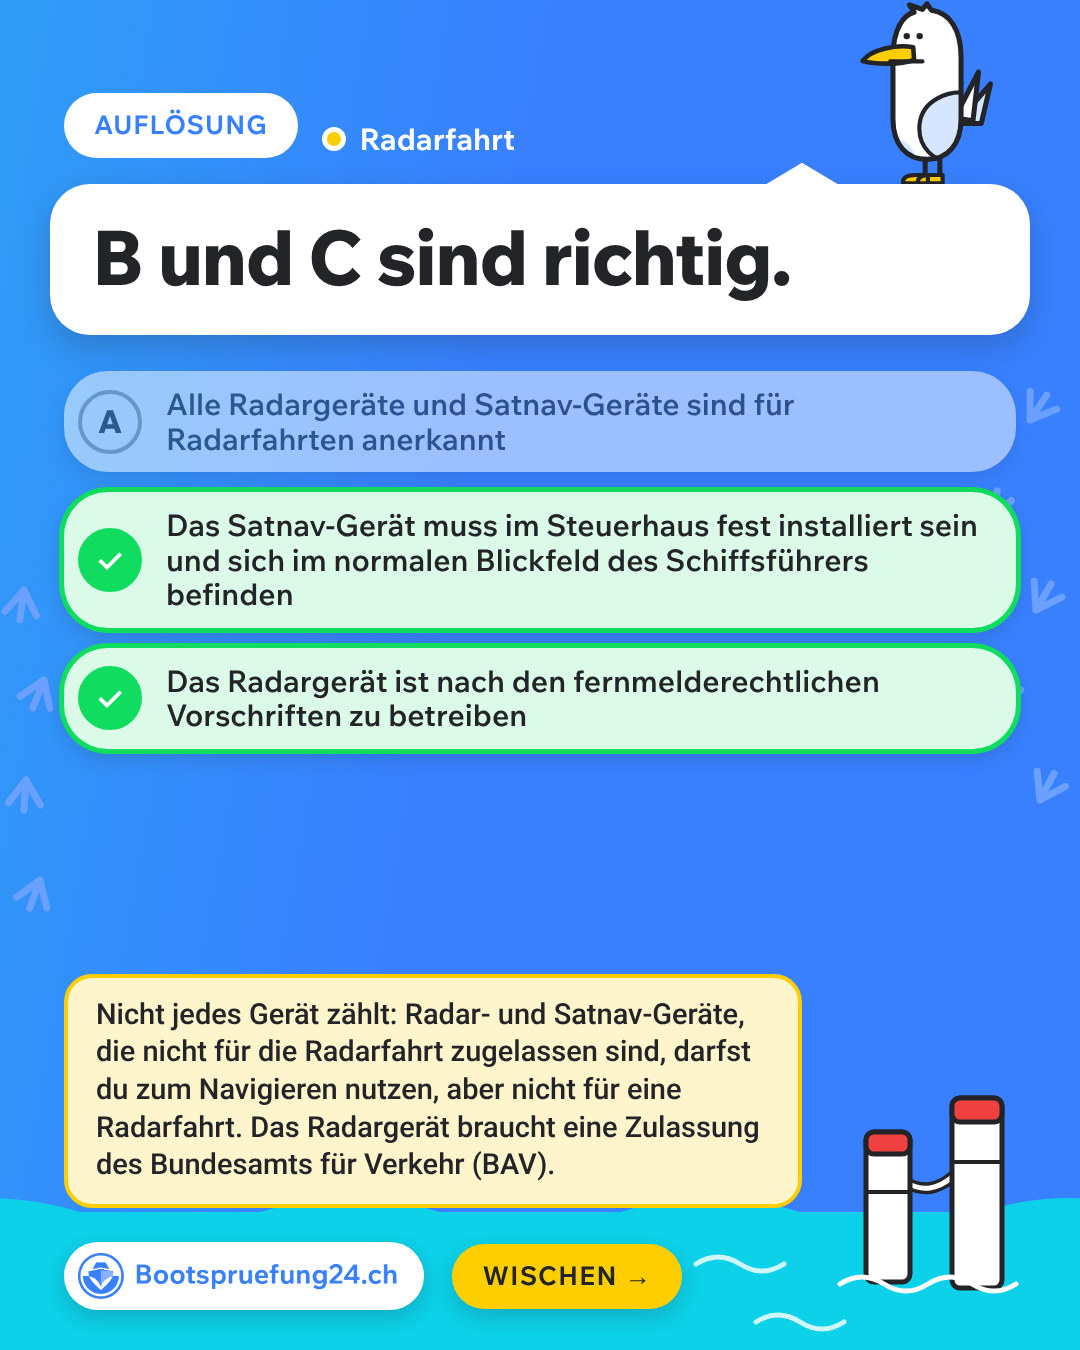 AUFLÖSUNG
Radarfahrt
B und C sind richtig.
A
Alle Radargeräte und Satnav-Geräte sind für
Radarfahrten anerkannt
Das Satnav-Gerät muss im Steuerhaus fest installiert sein
und sich im normalen Blickfeld des Schiffsführers
befinden
Das Radargerät ist nach den fernmelderechtlichen
Vorschriften zu betreiben
Nicht jedes Gerät zählt: Radar- und Satnav-Geräte,
die nicht für die Radarfahrt zugelassen sind, darfst
du zum Navigieren nutzen, aber nicht für eine
Radarfahrt. Das Radargerät braucht eine Zulassung
des Bundesamts für Verkehr (BAV).
Bootspruefung24.ch
WISCHEN →